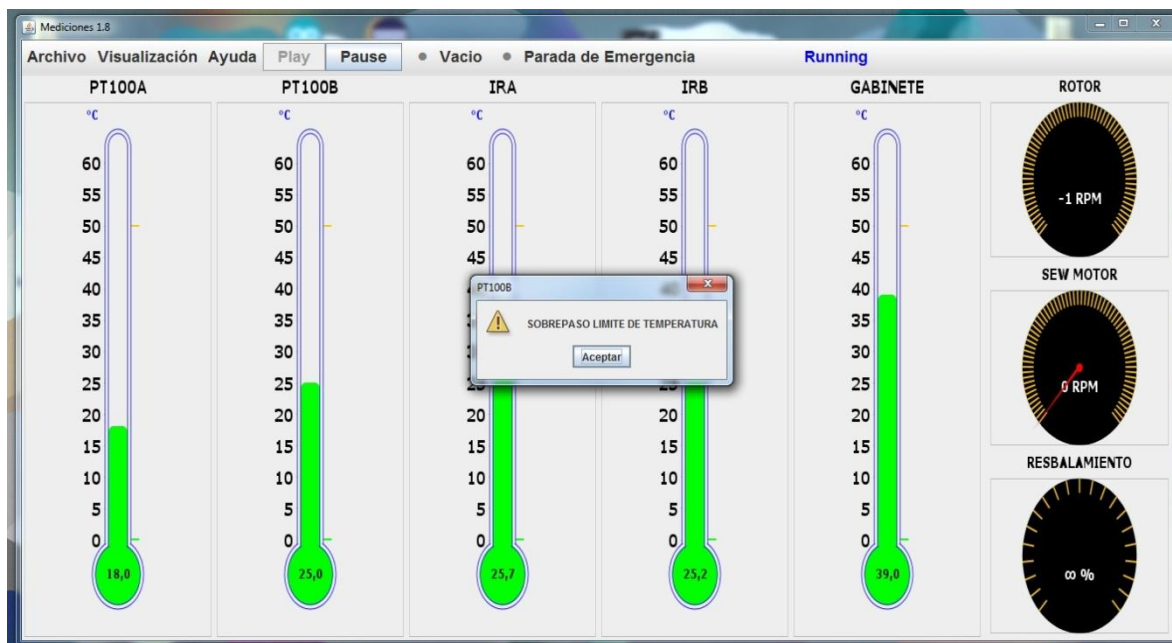 Mediciones 1.8
Archivo Visualización Ayuda Play Pause Vacio Parada de Emergencia Running
PT100A PT100B IRA IRB GABINETE ROTOR
°C °C °C °C °C
60 60 60 60 60
55 55 55 55 55
-1 RPM
50 50 50 50 50
45 45 45 45 45
SEW MOTOR
PT100B
40 40 40
35 35 35
SOBREPASO LIMITE DE TEMPERATURA
30 30 30
Aceptar
25 25 25
0 RPM
20 20 20 20 20
15 15 15 15 15
RESBALAMIENTO
10 10 10 10 10
5 5 5 5 5
0 0 0 0 0
18,0 25,0 25,7 25,2 39,0 ∞ %